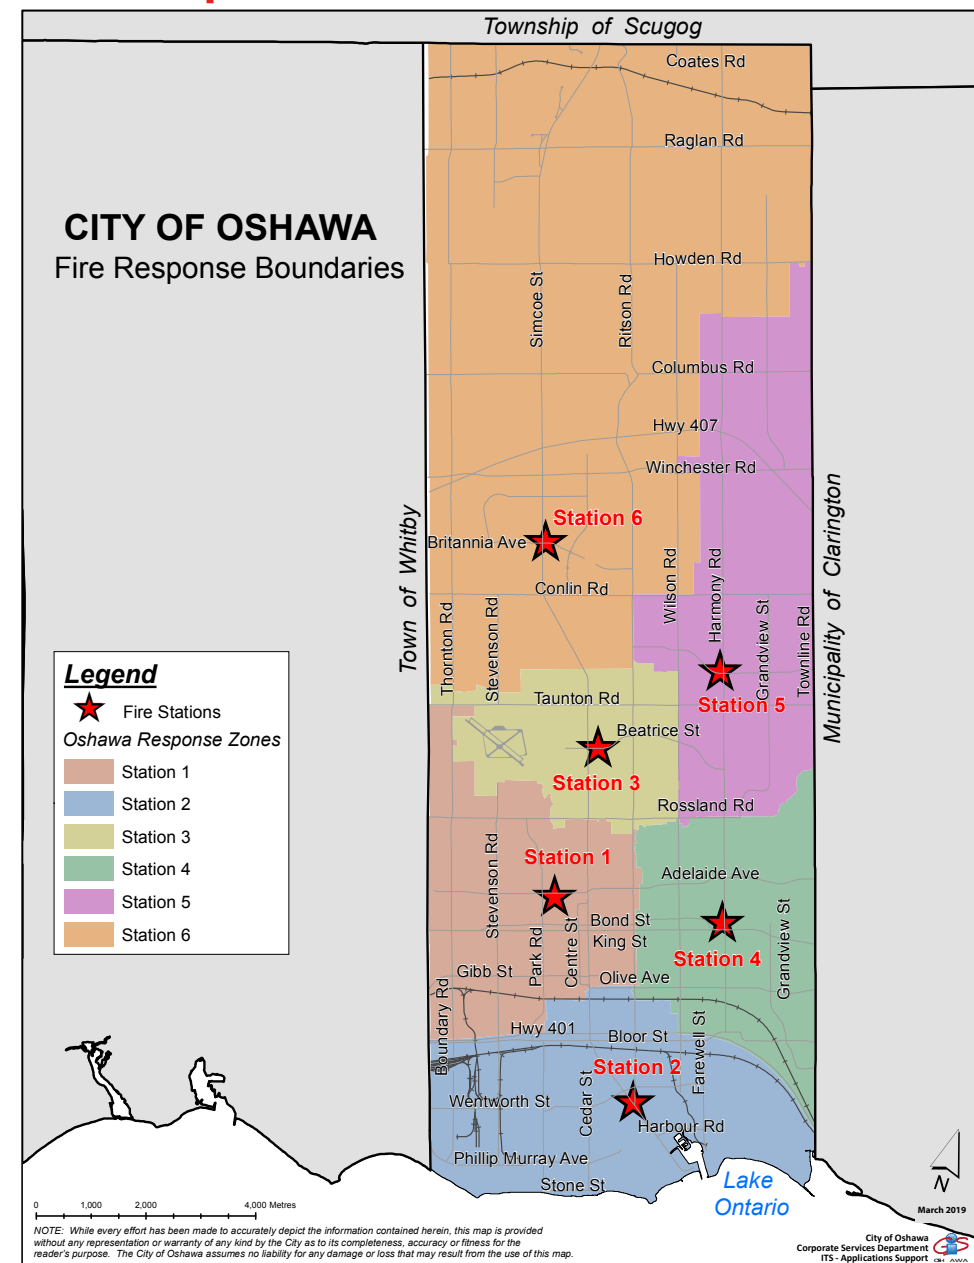 Township of Scugog
Coates Rd
Raglan Rd
CITY OF OSHAWA
Fire Response Boundaries
Howden Rd
Simcoe St
Ritson Rd
Columbus Rd
Hwy 407
Winchester Rd
Town of Whitby
Municipality of Clarington
Station 6
Britannia Ave
Conlin Rd
Wilson Rd
Harmony Rd
Grandview St
Townline Rd
Thornton Rd
Stevenson Rd
Station 5
Taunton Rd
Beatrice St
Station 3
Rossland Rd
Legend
Fire Stations
Oshawa Response Zones
Station 1
Station 2
Station 3
Station 4
Station 5
Station 6
Stevenson Rd
Station 1
Adelaide Ave
Bond St
King St
Park Rd
Centre St
Station 4
Grandview St
Gibb St
Olive Ave
Boundary Rd
Hwy 401
Bloor St
Farewell St
Station 2
Cedar St
Wentworth St
Harbour Rd
Phillip Murray Ave
Stone St
Lake
Ontario
N
March 2019
0 1,000 2,000 4,000 Metres
NOTE: While every effort has been made to accurately depict the information contained herein, this map is provided
without any representation or warranty of any kind by the City as to its completeness, accuracy or fitness for the
reader's purpose. The City of Oshawa assumes no liability for any damage or loss that may result from the use of this map.
City of Oshawa
Corporate Services Department
ITS - Applications Support